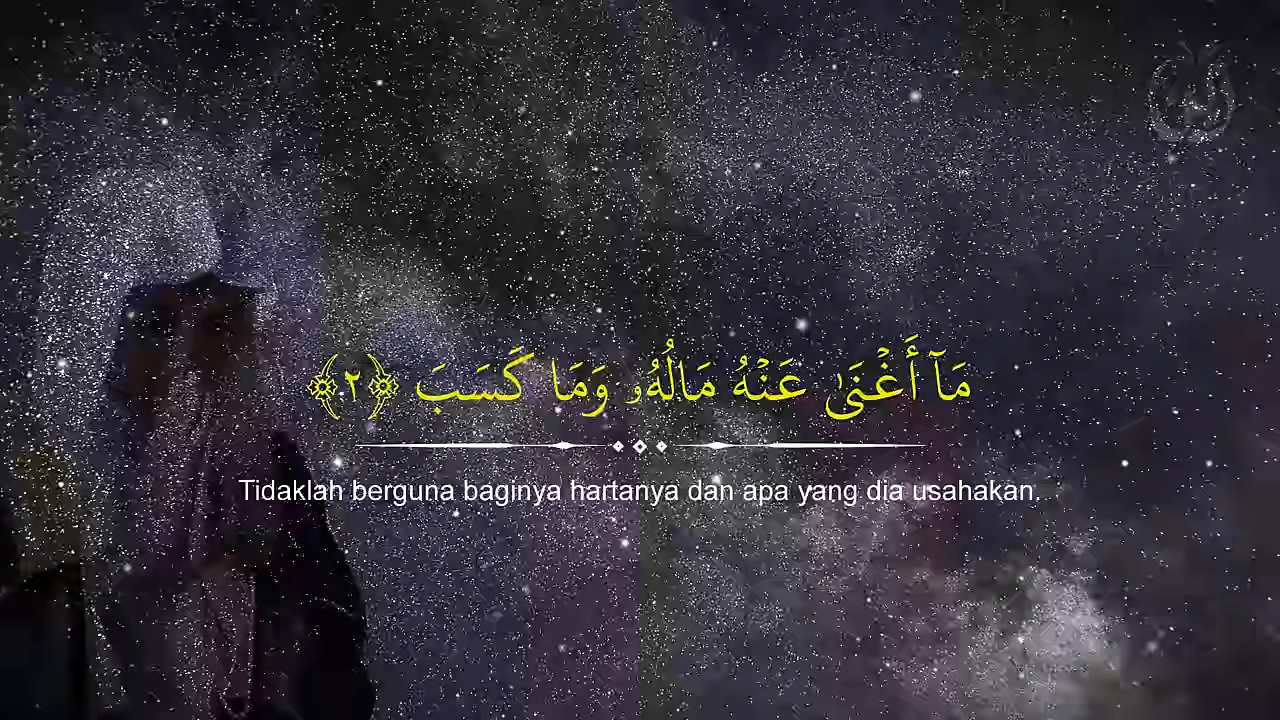 مَآ أَغْنَىٰ عَنْهُ مَالُهُۥ وَمَا كَسَبَ ﴿٢﴾
Tidaklah berguna baginya hartanya dan apa yang dia usahakan.